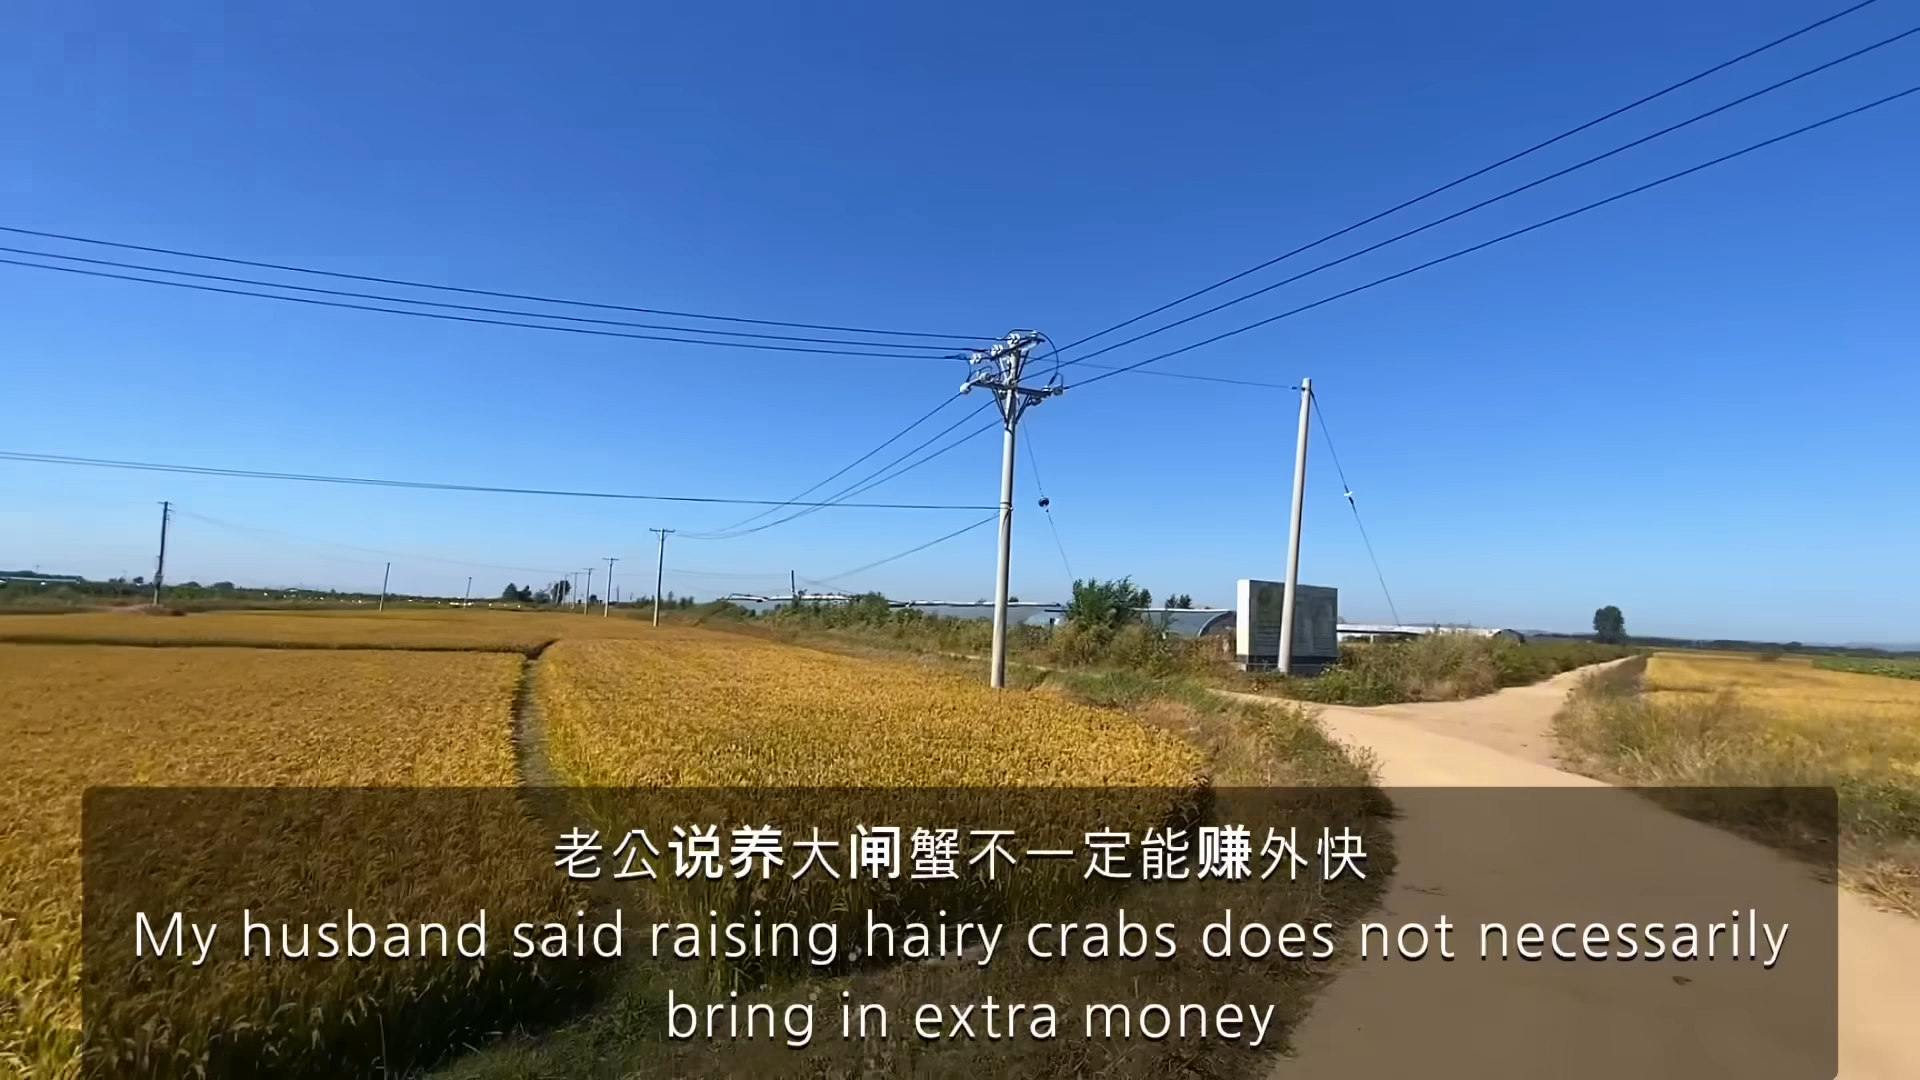 老公说养大闸蟹不一定能赚外快
My husband said raising hairy crabs does not necessarily
bring in extra money